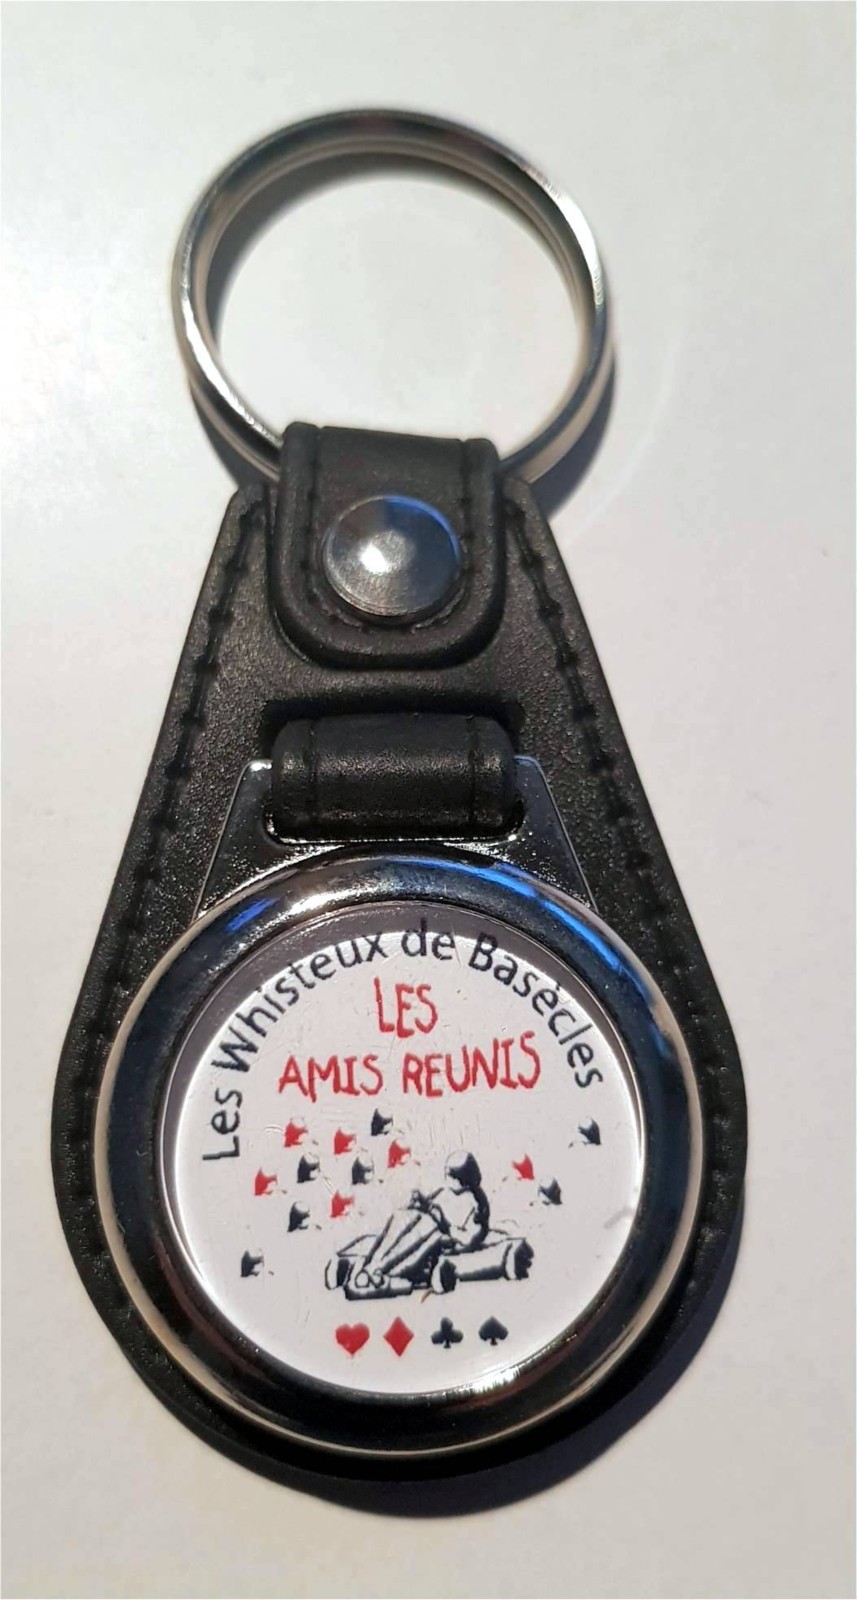 Les Whisteux de Basècles
LES
AMIS REUNIS